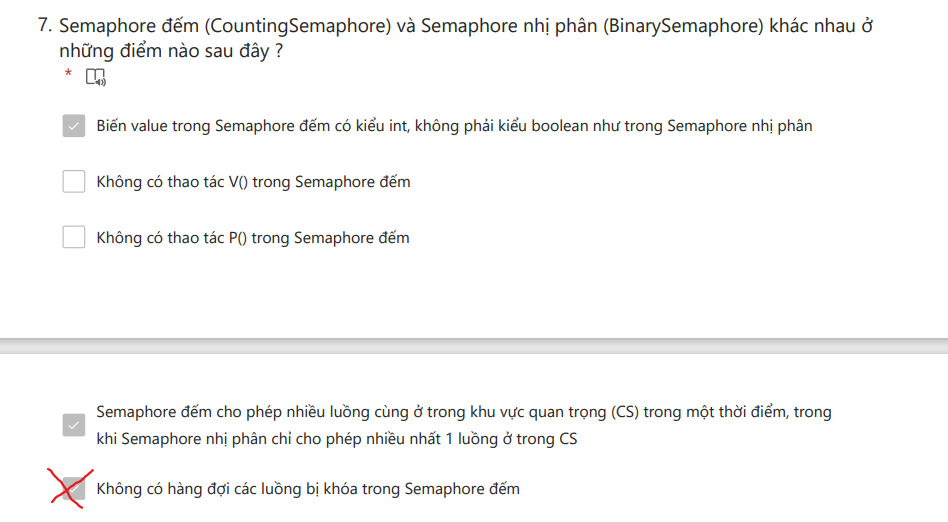 7. Semaphore đếm (CountingSemaphore) và Semaphore nhị phân (BinarySemaphore) khác nhau ở
những điểm nào sau đây ?
*
Biến value trong Semaphore đếm có kiểu int, không phải kiểu boolean như trong Semaphore nhị phân
Không có thao tác V() trong Semaphore đếm
Không có thao tác P() trong Semaphore đếm
Semaphore đếm cho phép nhiều luồng cùng ở trong khu vực quan trọng (CS) trong một thời điểm, trong
khi Semaphore nhị phân chỉ cho phép nhiều nhất 1 luồng ở trong CS
Không có hàng đợi các luồng bị khóa trong Semaphore đếm